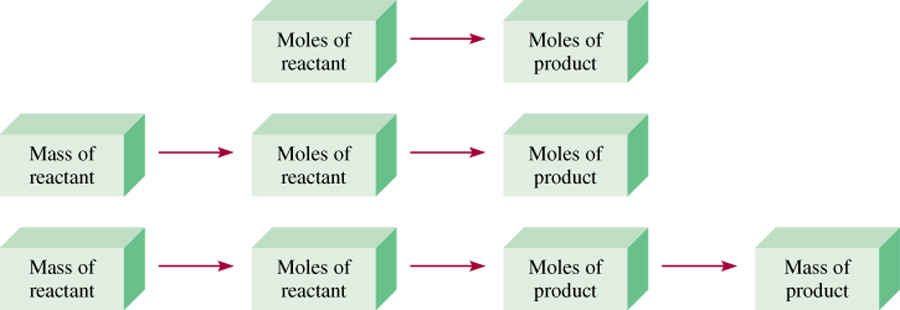 Moles of
reactant
Moles of
product
Mass of
reactant
Moles of
reactant
Moles of
product
Mass of
reactant
Moles of
reactant
Moles of
product
Mass of
product